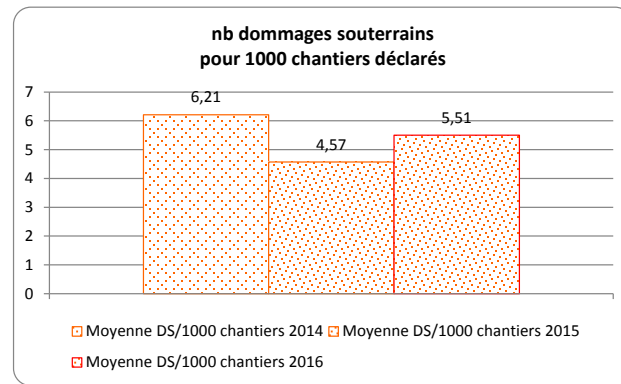 nb dommages souterrains
pour 1000 chantiers déclarés
7
6
5
4
3
2
1
0
6,21
4,57
5,51
Moyenne DS/1000 chantiers 2014 Moyenne DS/1000 chantiers 2015
Moyenne DS/1000 chantiers 2016